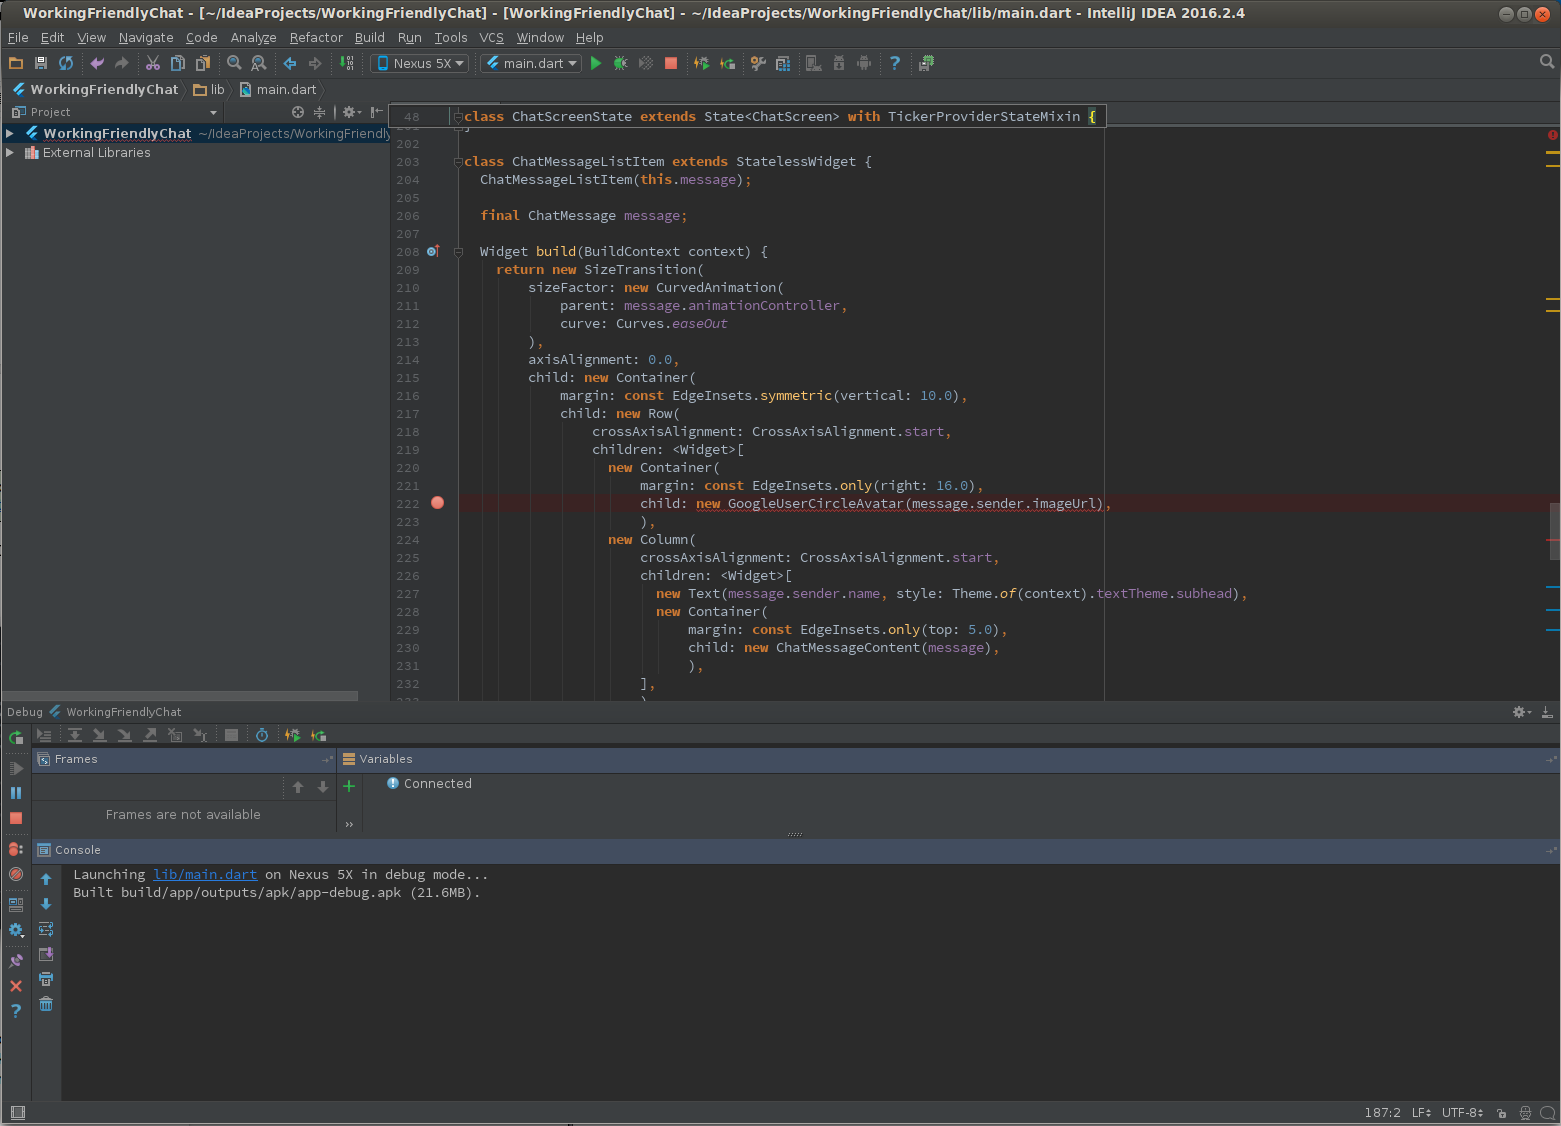 WorkingFriendlyChat - [~/IdeaProjects/WorkingFriendlyChat] - [WorkingFriendlyChat] - ~/IdeaProjects/WorkingFriendlyChat/lib/main.dart - IntelliJ IDEA 2016.2.4
File Edit View Navigate Code Analyze Refactor Build Run Tools VCS Window Help
Nexus 5X main.dart
WorkingFriendlyChat lib main.dart
Project
WorkingFriendlyChat ~/IdeaProjects/WorkingFriendly
External Libraries
48 class ChatScreenState extends State<ChatScreen> with TickerProviderStateMixin {
202
203 class ChatMessageListItem extends StatelessWidget {
204 ChatMessageListItem(this.message);
205
206 final ChatMessage message;
207
208 Widget build(BuildContext context) {
209 return new SizeTransition(
210 sizeFactor: new CurvedAnimation(
211 parent: message.animationController,
212 curve: Curves.easeOut
213 ),
214 axisAlignment: 0.0,
215 child: new Container(
216 margin: const EdgeInsets.symmetric(vertical: 10.0),
217 child: new Row(
218 crossAxisAlignment: CrossAxisAlignment.start,
219 children: <Widget>[
220 new Container(
221 margin: const EdgeInsets.only(right: 16.0),
222 child: new GoogleUserCircleAvatar(message.sender.imageUrl),
223 ),
224 new Column(
225 crossAxisAlignment: CrossAxisAlignment.start,
226 children: <Widget>[
227 new Text(message.sender.name, style: Theme.of(context).textTheme.subhead),
228 new Container(
229 margin: const EdgeInsets.only(top: 5.0),
230 child: new ChatMessageContent(message),
231 ),
232 ],
Debug WorkingFriendlyChat
Frames
Variables
Connected
Frames are not available
Console
Launching lib/main.dart on Nexus 5X in debug mode...
Built build/app/outputs/apk/app-debug.apk (21.6MB).
187:2 LF UTF-8